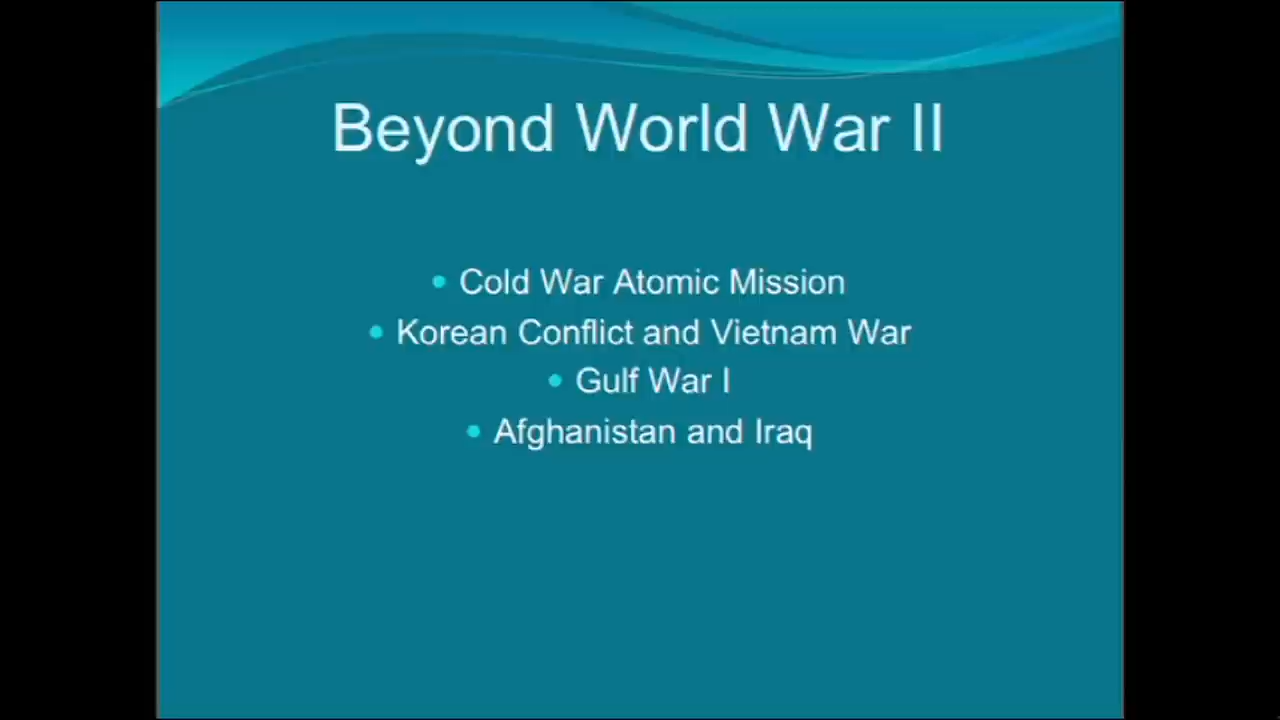 Beyond World War II
• Cold War Atomic Mission
• Korean Conflict and Vietnam War
• Gulf War I
• Afghanistan and Iraq